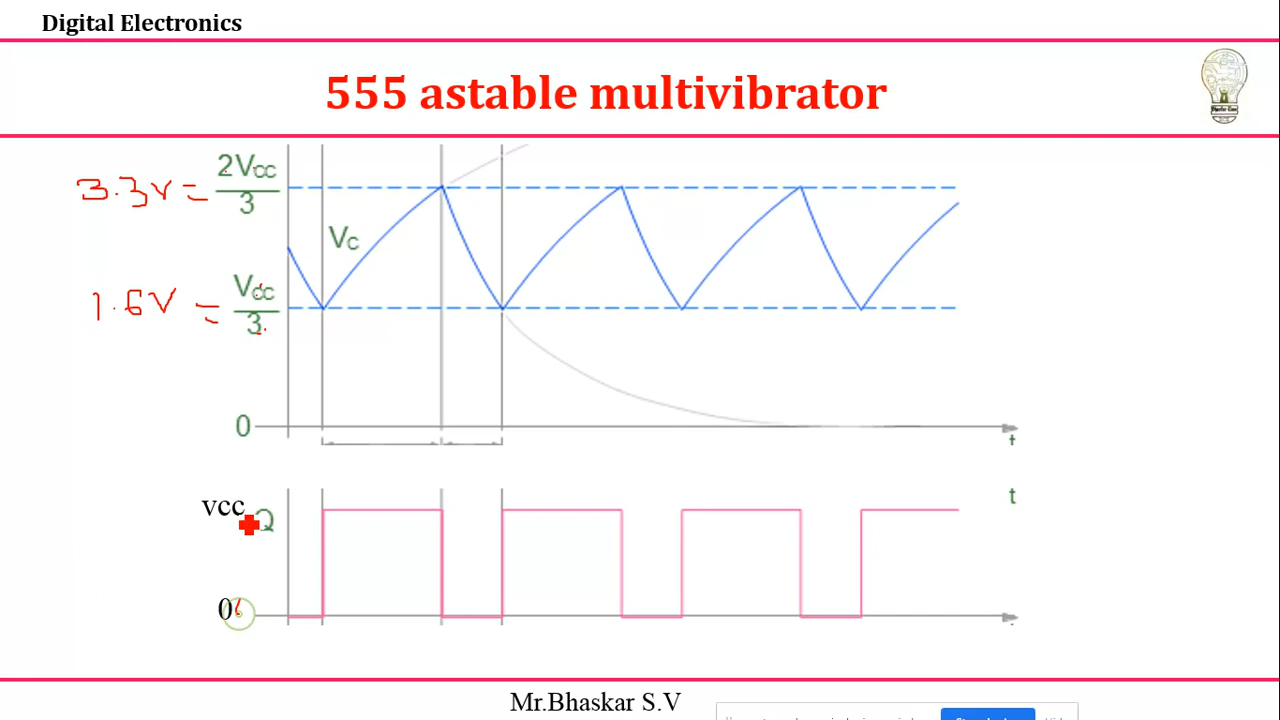 Digital Electronics
555 astable multivibrator
3.3V = 2Vcc/3
Vc
1.6V = Vcc/3
0
t
vcc Q
t
0
Mr.Bhaskar S.V